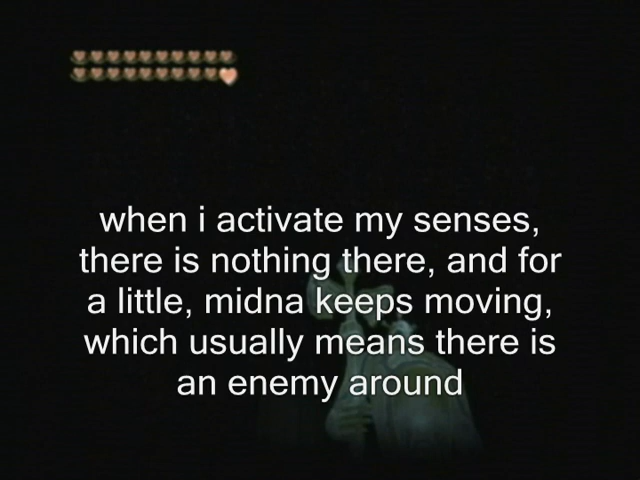 when i activate my senses,
there is nothing there, and for
a little, midna keeps moving,
which usually means there is
an enemy around